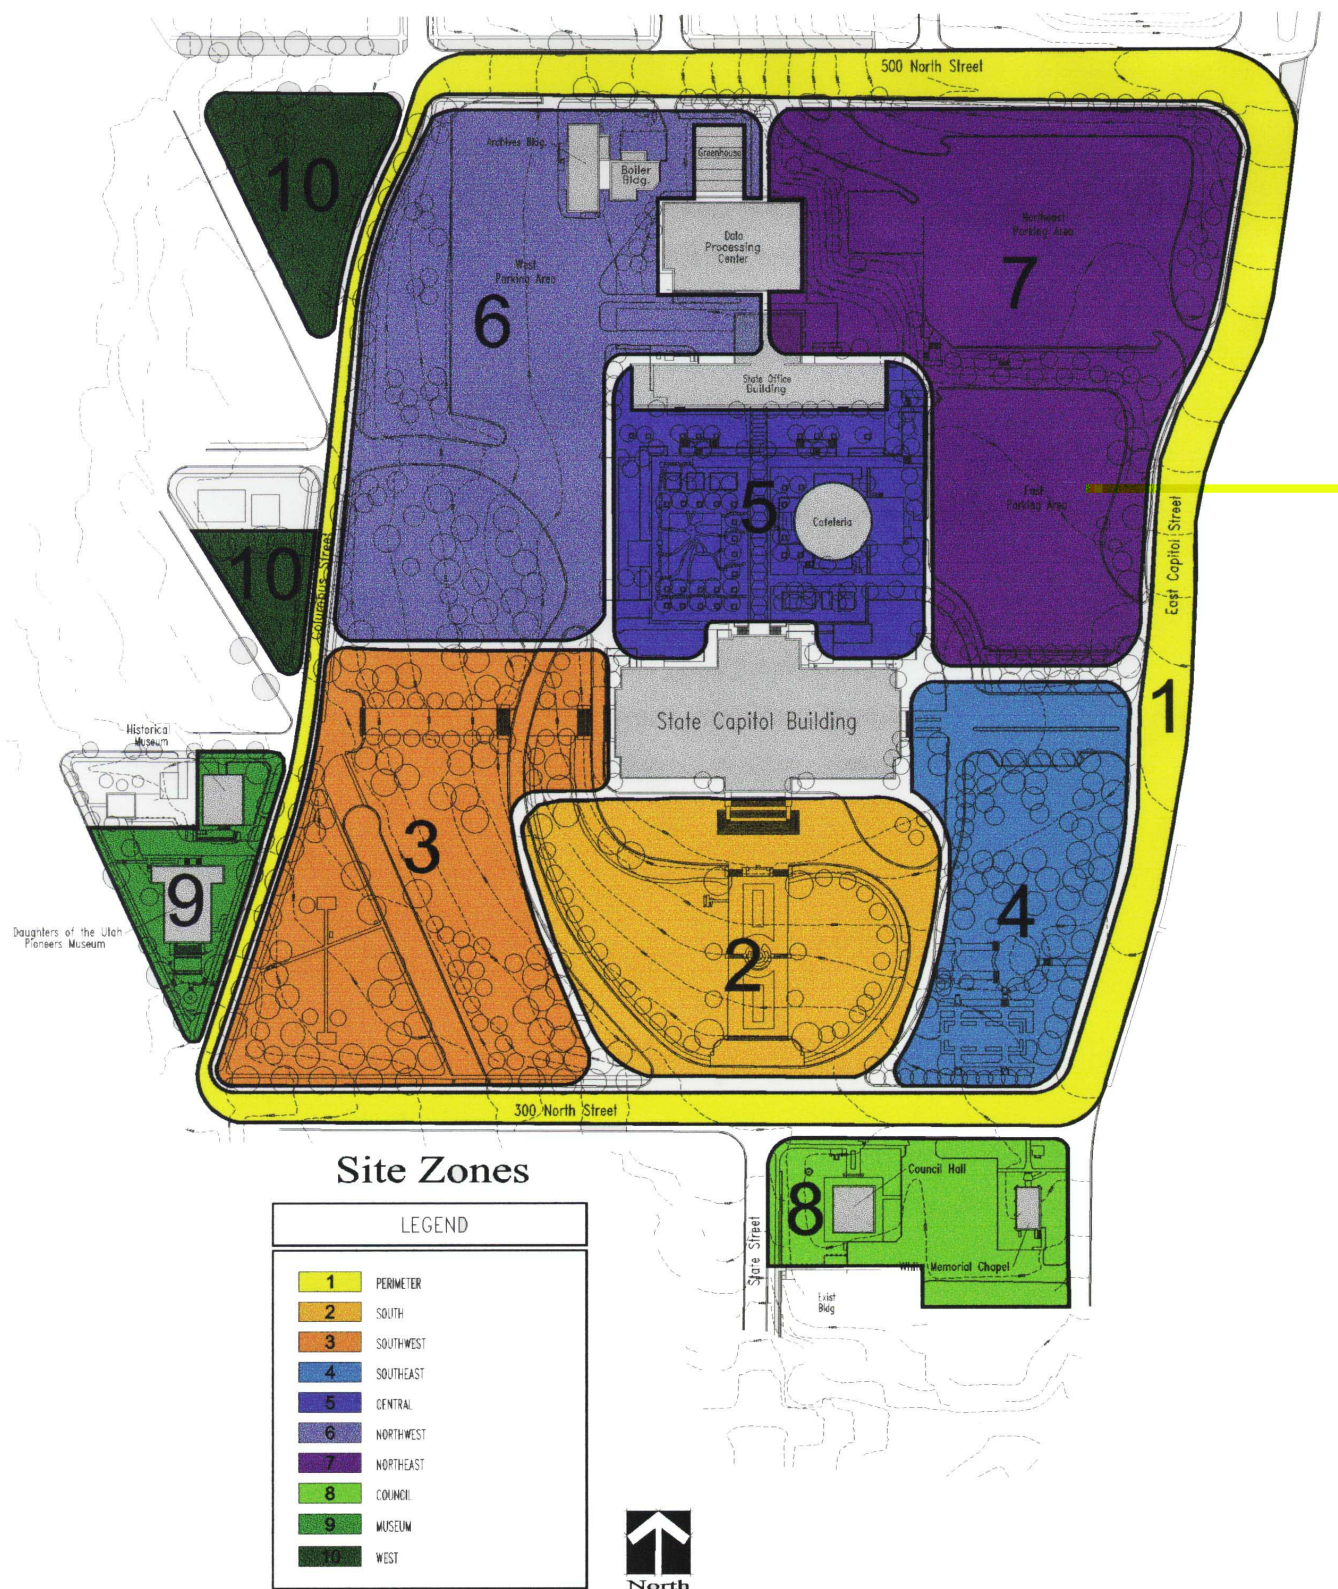 500 North Street
10
Archives Bldg.
Boiler
Bldg.
Greenhouse
Data
Processing
Center
Northeast
Parking Area
West
Parking Area
7
6
State Office
Building
5
Cafeteria
East
Parking Area
10
Columbus Street
East Capitol Street
1
State Capitol Building
Historical
Museum
3
4
9
Daughters of the Utah
Pioneers Museum
2
300 North Street
Site Zones
LEGEND
1 PERIMETER
2 SOUTH
3 SOUTHWEST
4 SOUTHEAST
5 CENTRAL
6 NORTHWEST
7 NORTHEAST
8 COUNCIL
9 MUSEUM
10 WEST
Council Hall
8
State Street
White Memorial Chapel
Exist
Bldg
North